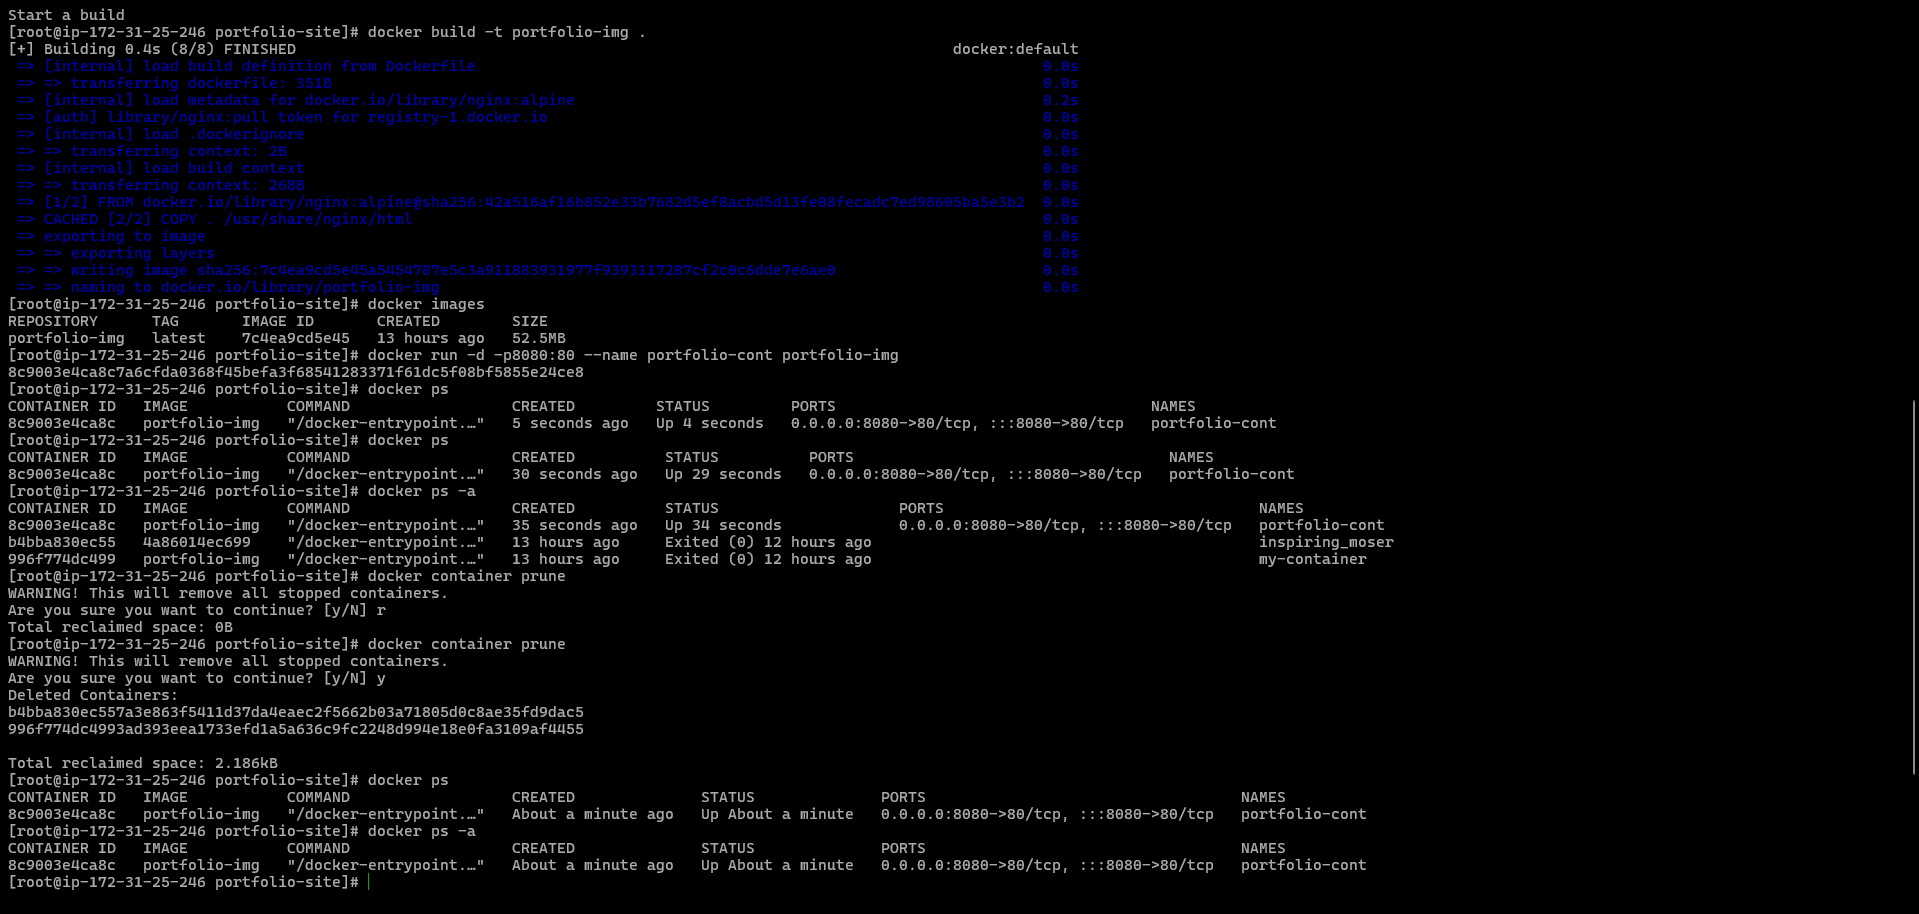 Start a build
[root@ip-172-31-25-246 portfolio-site]# docker build -t portfolio-img .
[+] Building 0.4s (8/8) FINISHED docker:default
=> [internal] load build definition from Dockerfile 0.0s
=> => transferring dockerfile: 351B 0.0s
=> [internal] load metadata for docker.io/library/nginx:alpine 0.2s
=> [auth] library/nginx:pull token for registry-1.docker.io 0.0s
=> [internal] load .dockerignore 0.0s
=> => transferring context: 2B 0.0s
=> [internal] load build context 0.0s
=> => transferring context: 268B 0.0s
=> [1/2] FROM docker.io/library/nginx:alpine@sha256:42a516af16b852e33b7682d5ef8acbd5d13fe08fecadc7ed98605ba5e3b2 0.0s
=> CACHED [2/2] COPY . /usr/share/nginx/html 0.0s
=> exporting to image 0.0s
=> => exporting layers 0.0s
=> => writing image sha256:7c4ea9cd5e45a5454787e5c3a911883931977f9393117287cf2c8c6dde7e6ae0 0.0s
=> => naming to docker.io/library/portfolio-img 0.0s
[root@ip-172-31-25-246 portfolio-site]# docker images
REPOSITORY TAG IMAGE ID CREATED SIZE
portfolio-img latest 7c4ea9cd5e45 13 hours ago 52.5MB
[root@ip-172-31-25-246 portfolio-site]# docker run -d -p8080:80 --name portfolio-cont portfolio-img
8c9003e4ca8c7a6cfda0368f45befa3f68541283371f61dc5f08bf5855e24ce8
[root@ip-172-31-25-246 portfolio-site]# docker ps
CONTAINER ID IMAGE COMMAND CREATED STATUS PORTS NAMES
8c9003e4ca8c portfolio-img "/docker-entrypoint.…" 5 seconds ago Up 4 seconds 0.0.0.0:8080->80/tcp, :::8080->80/tcp portfolio-cont
[root@ip-172-31-25-246 portfolio-site]# docker ps
CONTAINER ID IMAGE COMMAND CREATED STATUS PORTS NAMES
8c9003e4ca8c portfolio-img "/docker-entrypoint.…" 30 seconds ago Up 29 seconds 0.0.0.0:8080->80/tcp, :::8080->80/tcp portfolio-cont
[root@ip-172-31-25-246 portfolio-site]# docker ps -a
CONTAINER ID IMAGE COMMAND CREATED STATUS PORTS NAMES
8c9003e4ca8c portfolio-img "/docker-entrypoint.…" 35 seconds ago Up 34 seconds 0.0.0.0:8080->80/tcp, :::8080->80/tcp portfolio-cont
b4bba830ec55 4a86014ec699 "/docker-entrypoint.…" 13 hours ago Exited (0) 12 hours ago inspiring_moser
996f774dc499 portfolio-img "/docker-entrypoint.…" 13 hours ago Exited (0) 12 hours ago my-container
[root@ip-172-31-25-246 portfolio-site]# docker container prune
WARNING! This will remove all stopped containers.
Are you sure you want to continue? [y/N] r
Total reclaimed space: 0B
[root@ip-172-31-25-246 portfolio-site]# docker container prune
WARNING! This will remove all stopped containers.
Are you sure you want to continue? [y/N] y
Deleted Containers:
b4bba830ec557a3e863f5411d37da4eaec2f5662b03a71805d0c8ae35fd9dac5
996f774dc4993ad393eea1733efd1a5a636c9fc2248d994e18e0fa3109af4455
Total reclaimed space: 2.186kB
[root@ip-172-31-25-246 portfolio-site]# docker ps
CONTAINER ID IMAGE COMMAND CREATED STATUS PORTS NAMES
8c9003e4ca8c portfolio-img "/docker-entrypoint.…" About a minute ago Up About a minute 0.0.0.0:8080->80/tcp, :::8080->80/tcp portfolio-cont
[root@ip-172-31-25-246 portfolio-site]# docker ps -a
CONTAINER ID IMAGE COMMAND CREATED STATUS PORTS NAMES
8c9003e4ca8c portfolio-img "/docker-entrypoint.…" About a minute ago Up About a minute 0.0.0.0:8080->80/tcp, :::8080->80/tcp portfolio-cont
[root@ip-172-31-25-246 portfolio-site]#